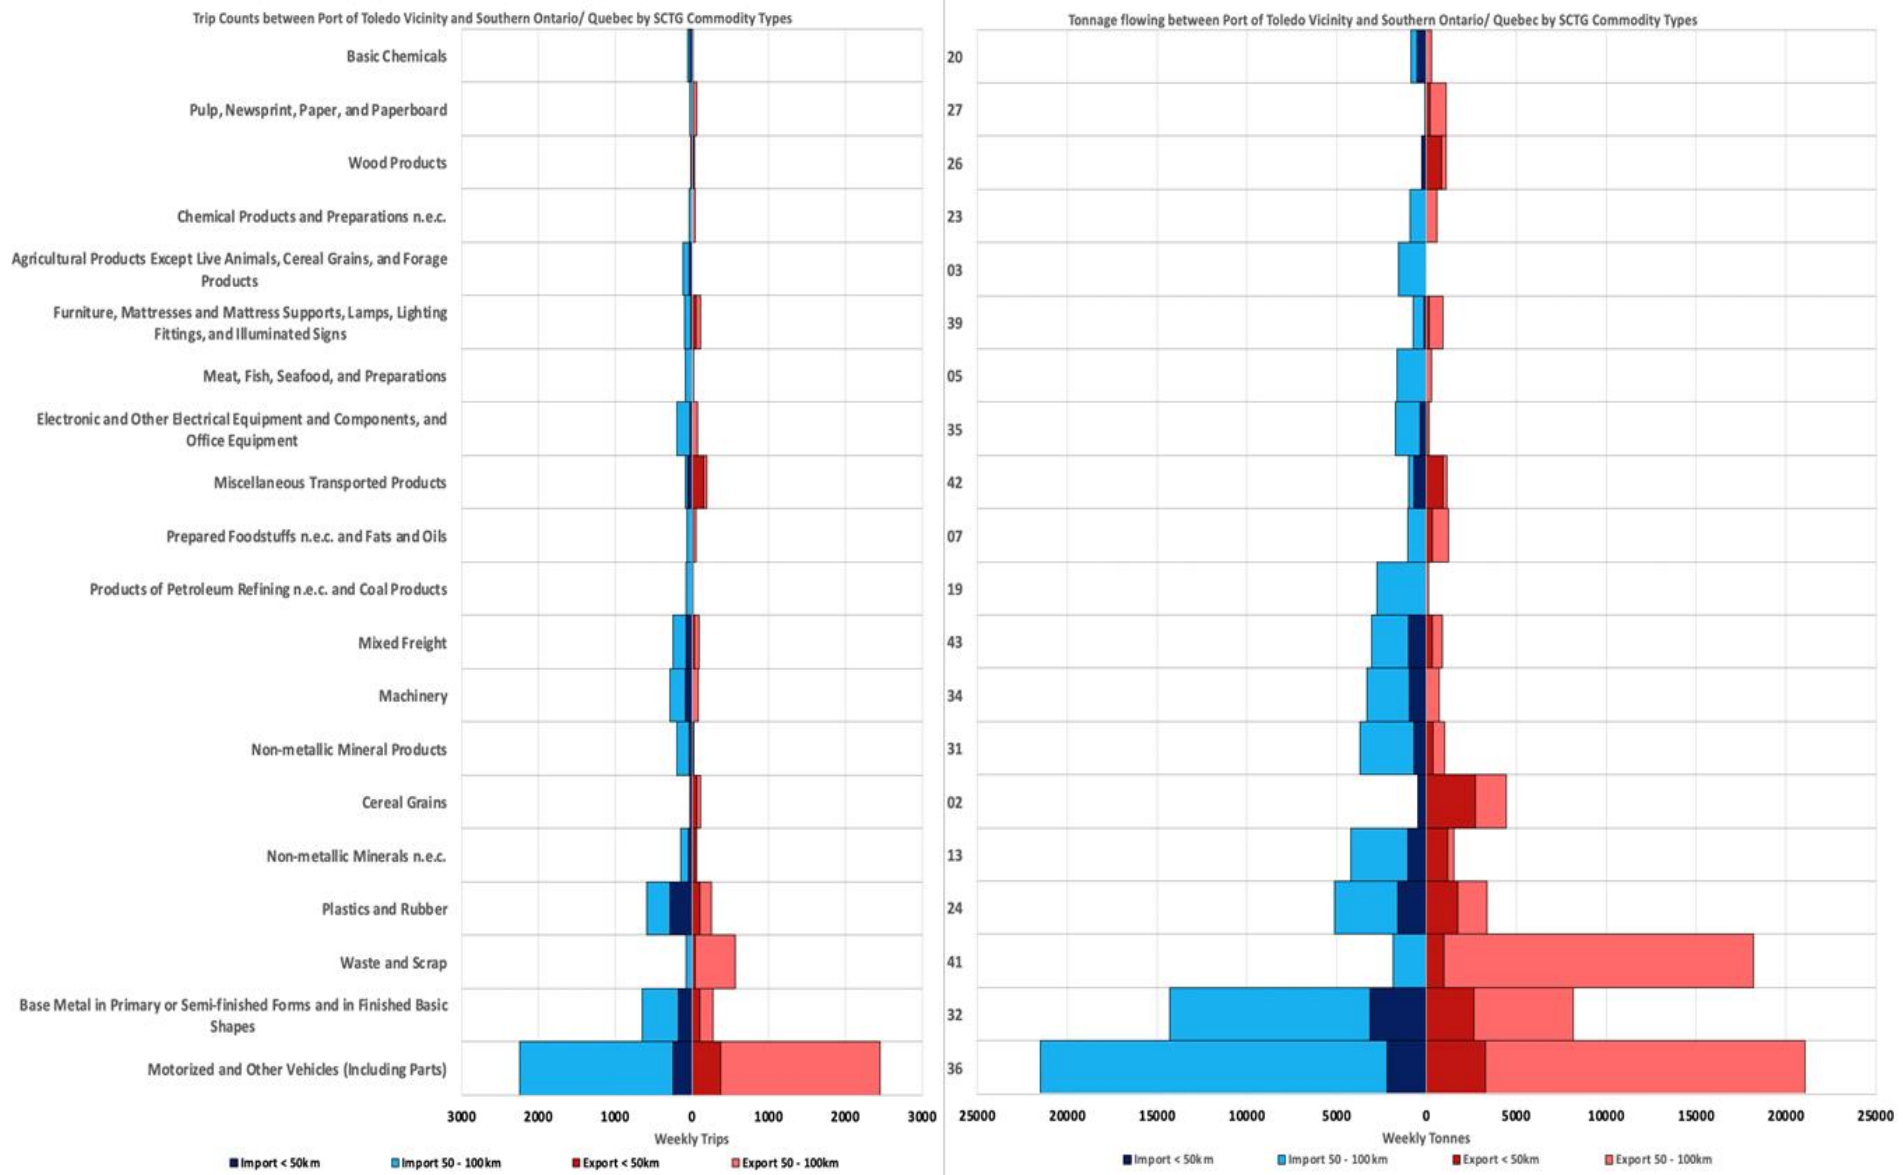 Trip Counts between Port of Toledo Vicinity and Southern Ontario/ Quebec by SCTG Commodity Types
Basic Chemicals
Pulp, Newsprint, Paper, and Paperboard
Wood Products
Chemical Products and Preparations n.e.c.
Agricultural Products Except Live Animals, Cereal Grains, and Forage
Products
Furniture, Mattresses and Mattress Supports, Lamps, Lighting
Fittings, and Illuminated Signs
Meat, Fish, Seafood, and Preparations
Electronic and Other Electrical Equipment and Components, and
Office Equipment
Miscellaneous Transported Products
Prepared Foodstuffs n.e.c. and Fats and Oils
Products of Petroleum Refining n.e.c. and Coal Products
Mixed Freight
Machinery
Non-metallic Mineral Products
Cereal Grains
Non-metallic Minerals n.e.c.
Plastics and Rubber
Waste and Scrap
Base Metal in Primary or Semi-finished Forms and in Finished Basic
Shapes
Motorized and Other Vehicles (Including Parts)
3000 2000 1000 0 1000 2000 3000
Weekly Trips
Import < 50km Import 50 - 100km Export < 50km Export 50 - 100km
Tonnage flowing between Port of Toledo Vicinity and Southern Ontario/ Quebec by SCTG Commodity Types
20
27
26
23
03
39
05
35
42
07
19
43
34
31
02
13
24
41
32
36
25000 20000 15000 10000 5000 0 5000 10000 15000 20000 25000
Weekly Tonnes
Import < 50km Import 50 - 100km Export < 50km Export 50 - 100km